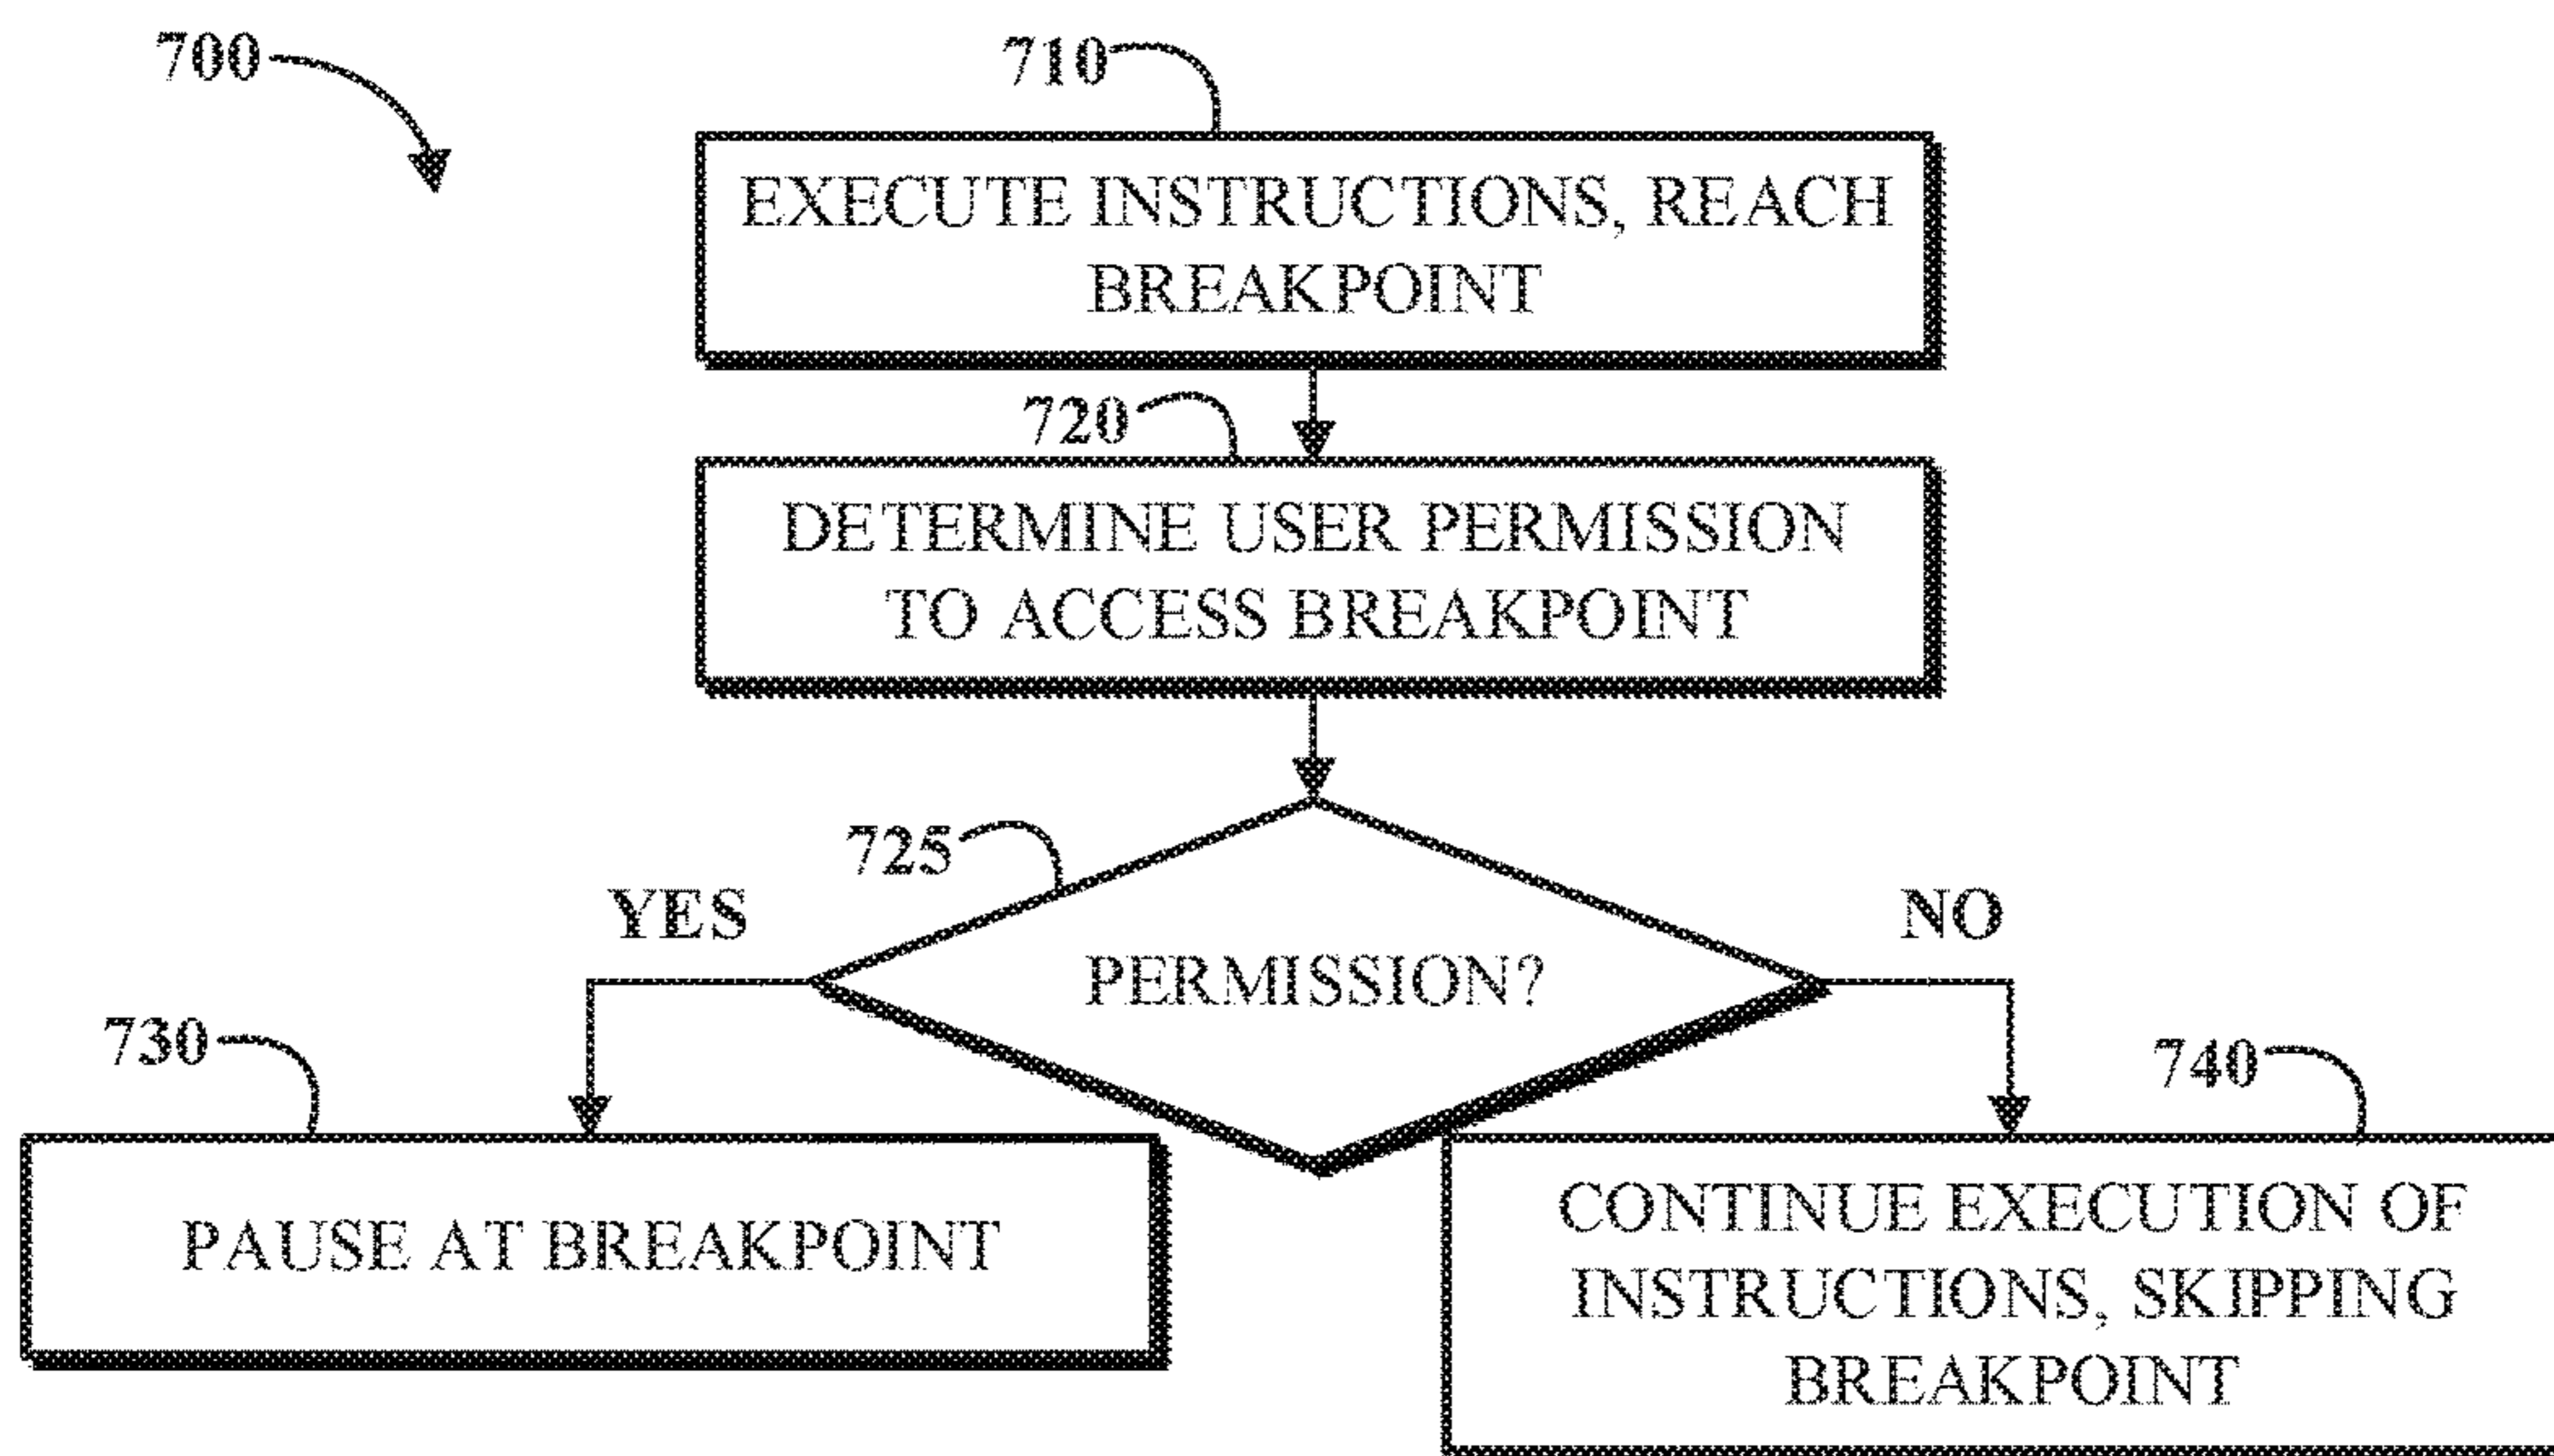 700
710
EXECUTE INSTRUCTIONS, REACH
BREAKPOINT
720
DETERMINE USER PERMISSION
TO ACCESS BREAKPOINT
725
YES
NO
PERMISSION?
730
740
PAUSE AT BREAKPOINT
CONTINUE EXECUTION OF
INSTRUCTIONS, SKIPPING
BREAKPOINT